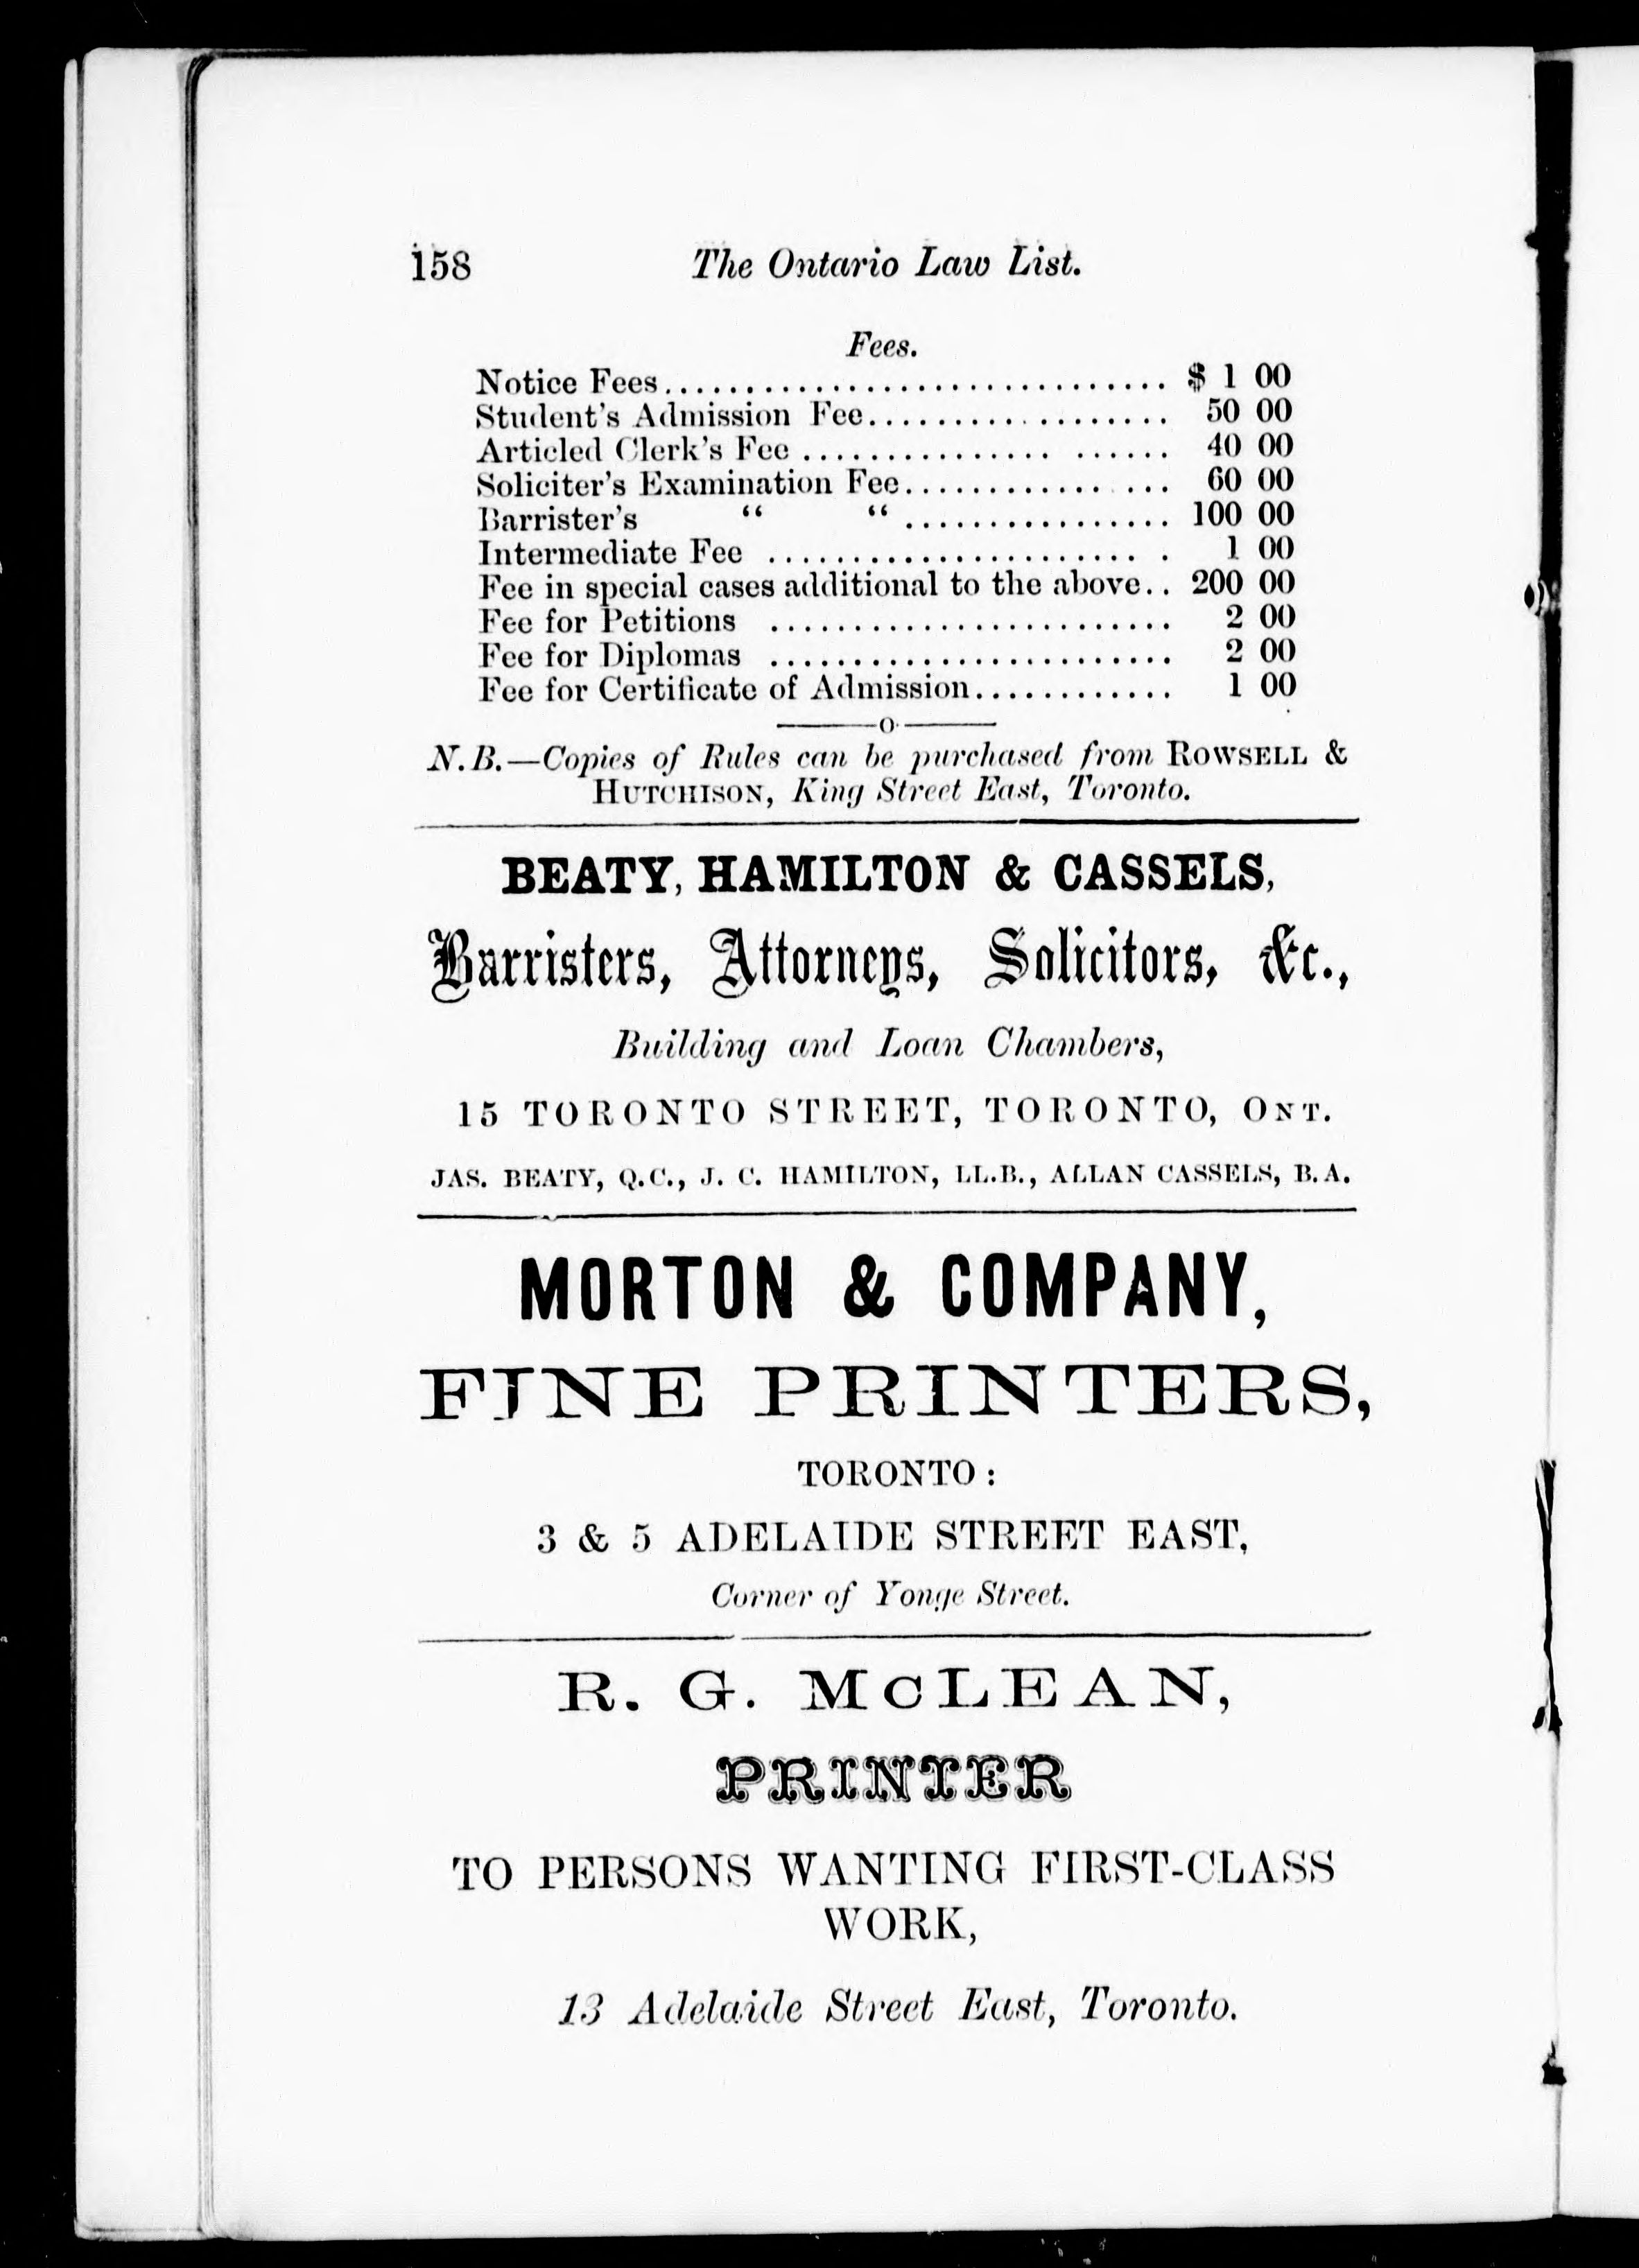 158 The Ontario Law List.
Fees.
Notice Fees.............................. $ 1 00
Student's Admission Fee.................. 50 00
Articled Clerk's Fee ............... ...... 40 00
Soliciter's Examination Fee............... ... 60 00
Barrister's “ “ ................ 100 00
Intermediate Fee ........................ 1 00
Fee in special cases additional to the above.. 200 00
Fee for Petitions ........................ 2 00
Fee for Diplomas ........................ 2 00
Fee for Certificate of Admission............ 1 00
———o———
N.B.—Copies of Rules can be purchased from ROWSELL &
HUTCHISON, King Street East, Toronto.
BEATY, HAMILTON & CASSELS,
Barristers, Attorneys, Solicitors, &c.,
Building and Loan Chambers,
15 TORONTO STREET, TORONTO, ONT.
JAS. BEATY, Q.C., J. C. HAMILTON, LL.B., ALLAN CASSELS, B.A.
MORTON & COMPANY,
FINE PRINTERS,
TORONTO:
3 & 5 ADELAIDE STREET EAST,
Corner of Yonge Street.
R. G. McLEAN,
PRINTER
TO PERSONS WANTING FIRST-CLASS
WORK,
13 Adelaide Street East, Toronto.